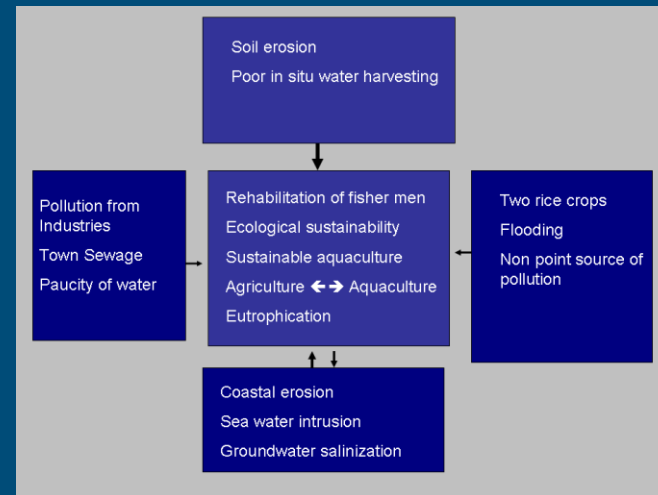 Soil erosion
Poor in situ water harvesting
Pollution from
Industries
Town Sewage
Paucity of water
Rehabilitation of fisher men
Ecological sustainability
Sustainable aquaculture
Agriculture ←→ Aquaculture
Eutrophication
Two rice crops
Flooding
Non point source of
pollution
Coastal erosion
Sea water intrusion
Groundwater salinization